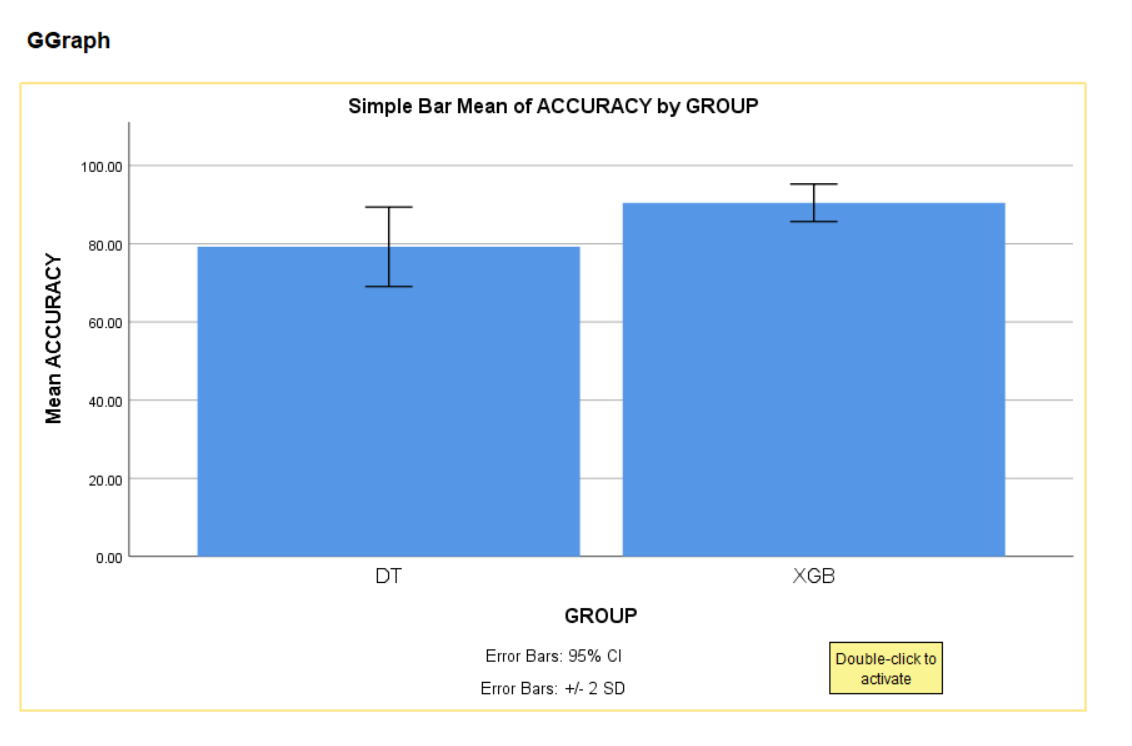 GGraph
Simple Bar Mean of ACCURACY by GROUP
Mean ACCURACY
100.00
80.00
60.00
40.00
20.00
0.00
DT
XGB
GROUP
Error Bars: 95% CI
Error Bars: +/- 2 SD
Double-click to
activate